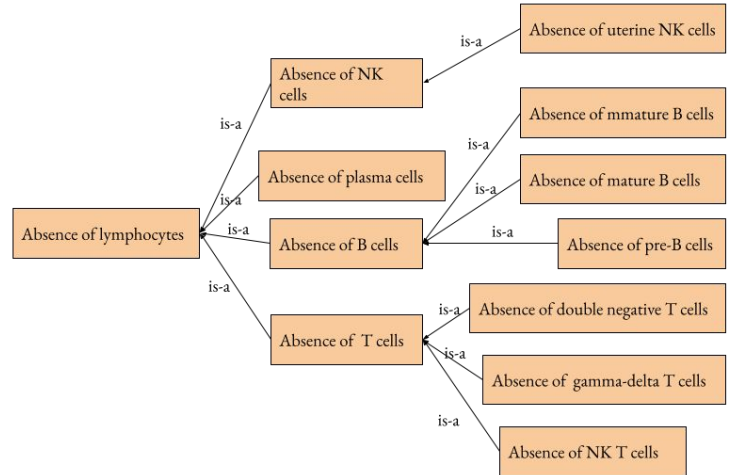 Absence of uterine NK cells
is-a
Absence of NK
cells
Absence of mmature B cells
is-a
is-a
Absence of plasma cells
Absence of mature B cells
is-a
is-a
Absence of lymphocytes
is-a
Absence of B cells
is-a
Absence of pre-B cells
is-a
Absence of double negative T cells
is-a
Absence of T cells
is-a
Absence of gamma-delta T cells
is-a
Absence of NK T cells